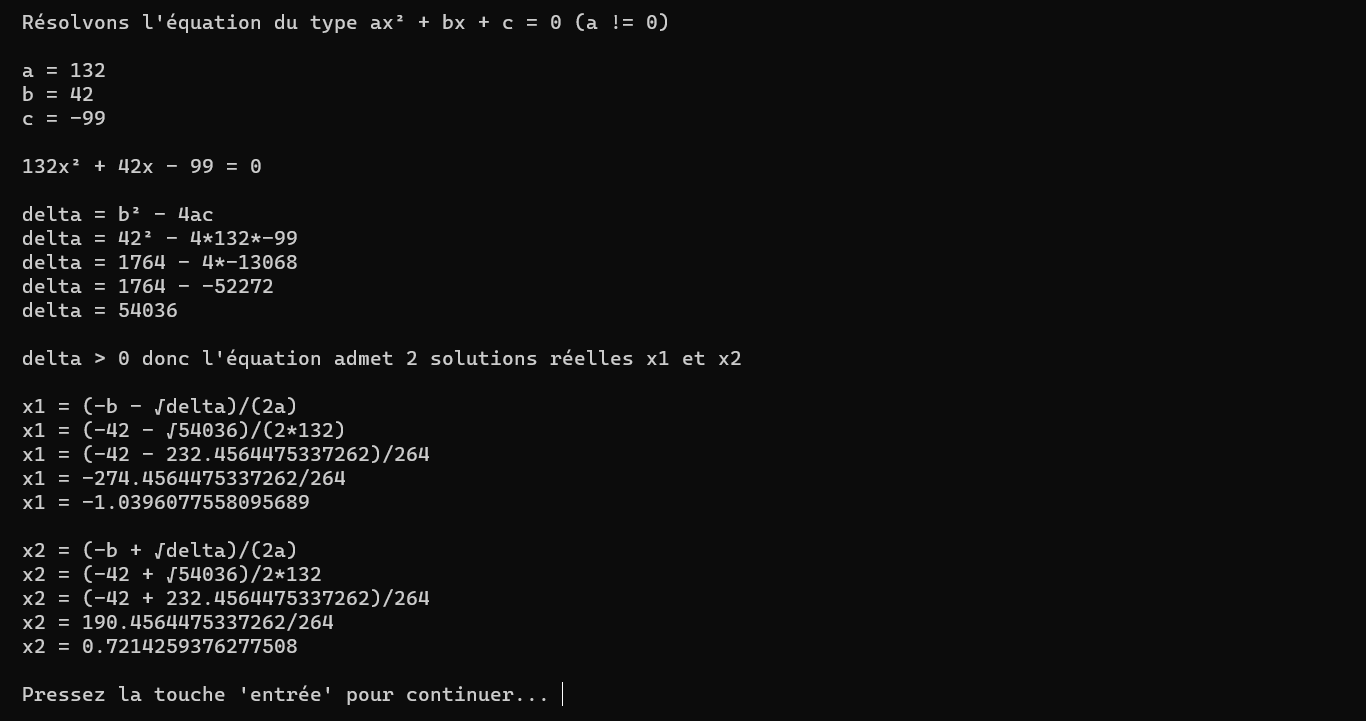 Résolvons l'équation du type ax² + bx + c = 0 (a != 0)
a = 132
b = 42
c = -99
132x² + 42x - 99 = 0
delta = b² - 4ac
delta = 42² - 4*132*-99
delta = 1764 - 4*-13068
delta = 1764 - -52272
delta = 54036
delta > 0 donc l'équation admet 2 solutions réelles x1 et x2
x1 = (-b - √delta)/(2a)
x1 = (-42 - √54036)/(2*132)
x1 = (-42 - 232.4564475337262)/264
x1 = -274.4564475337262/264
x1 = -1.0396077558095689
x2 = (-b + √delta)/(2a)
x2 = (-42 + √54036)/2*132
x2 = (-42 + 232.4564475337262)/264
x2 = 190.4564475337262/264
x2 = 0.7214259376277508
Pressez la touche 'entrée' pour continuer...